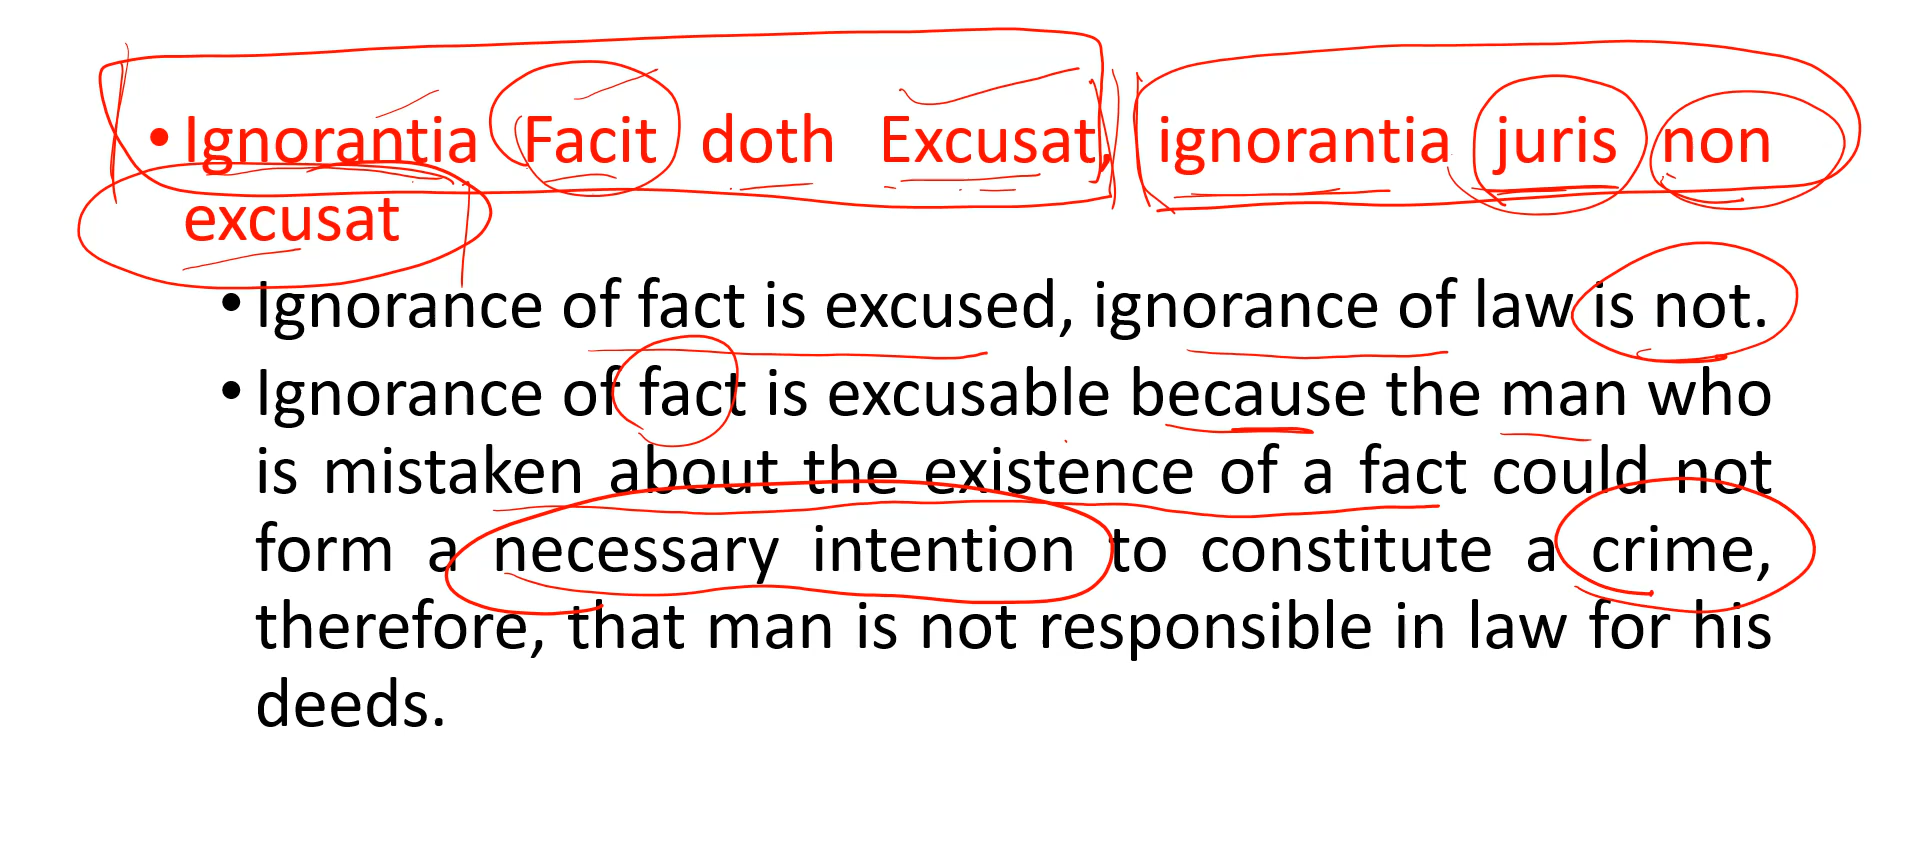 • Ignorantia Facit doth Excusat, ignorantia juris non
excusat
• Ignorance of fact is excused, ignorance of law is not.
• Ignorance of fact is excusable because the man who
is mistaken about the existence of a fact could not
form a necessary intention to constitute a crime,
therefore, that man is not responsible in law for his
deeds.